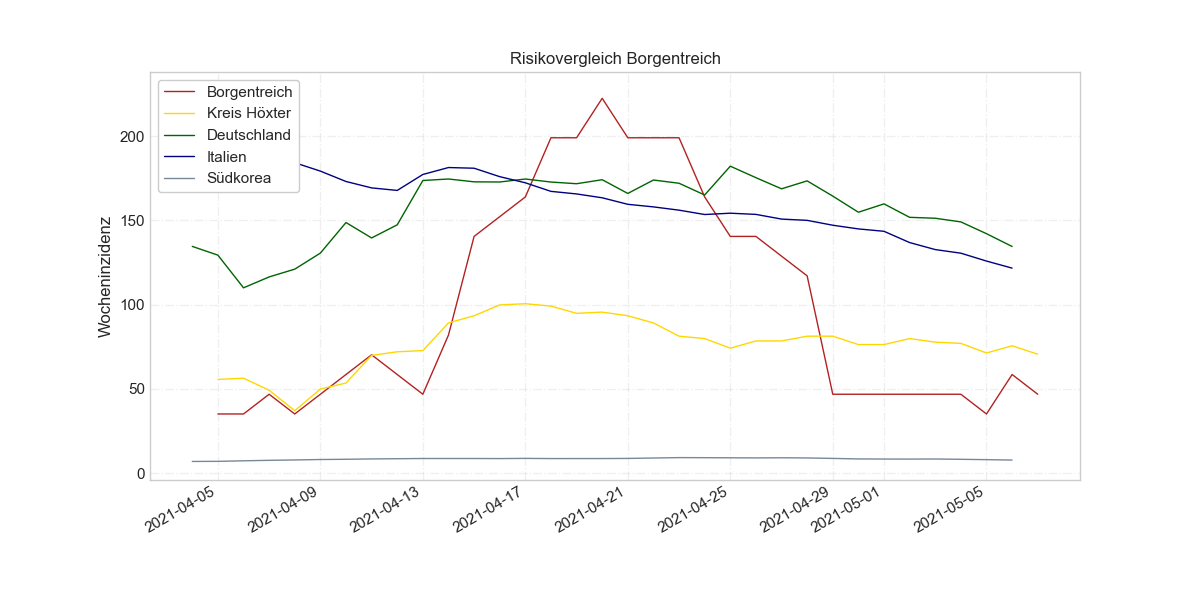 Risikovergleich Borgentreich
Borgentreich
Kreis Höxter
Deutschland
Italien
Südkorea
Wocheninzidenz
200
150
100
50
0
2021-04-05
2021-04-09
2021-04-13
2021-04-17
2021-04-21
2021-04-25
2021-04-29
2021-05-01
2021-05-05